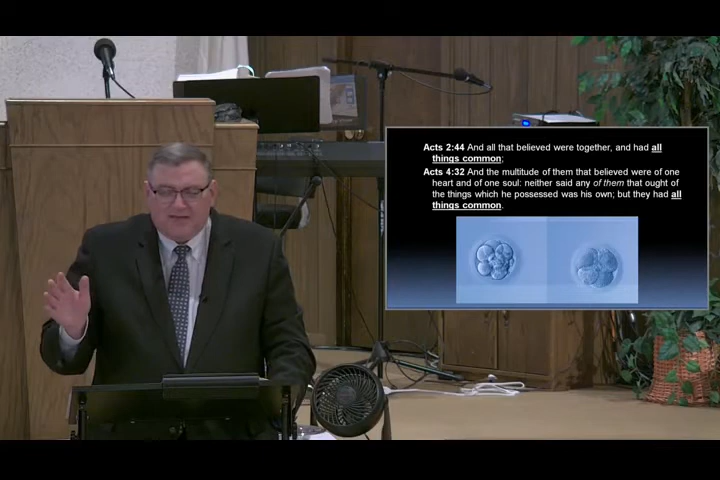 Acts 2:44 And all that believed were together, and had all
things common;
Acts 4:32 And the multitude of them that believed were of one
heart and of one soul: neither said any of them that ought of
the things which he possessed was his own; but they had all
things common.